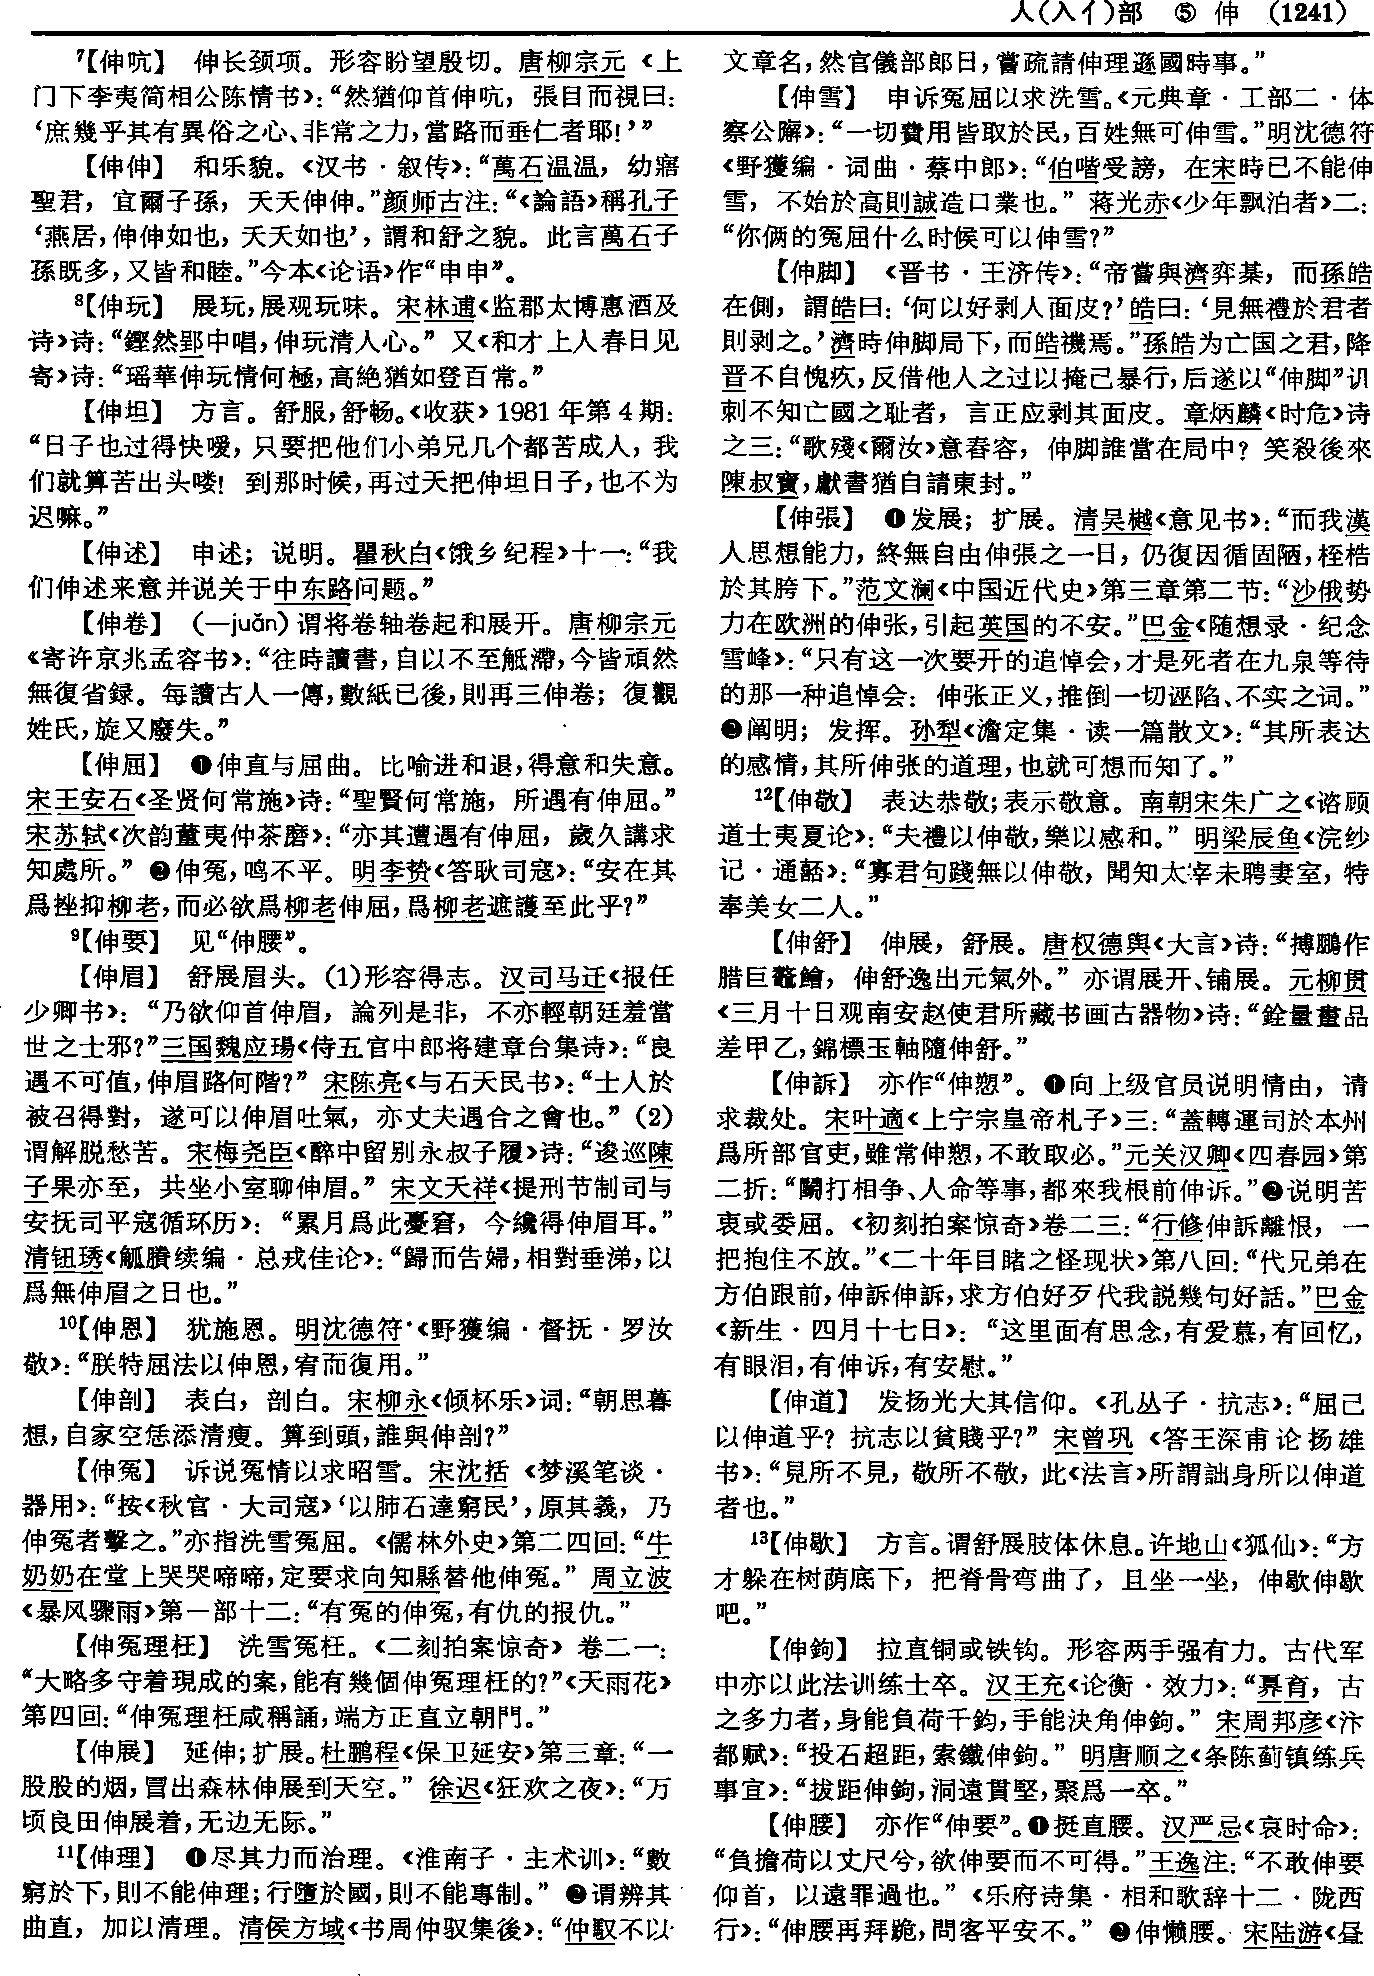 人(入亻)部　⑤　伸　(1241)
⁷【伸吭】　伸长颈项。形容盼望殷切。唐柳宗元《上
门下李夷简相公陈情书》：“然猶仰首伸吭，張目而視曰：
‘庶幾乎其有異俗之心、非常之力，當路而垂仁者耶！’”
【伸伸】　和乐貌。《汉书·叙传》：“萬石温温，幼寤
聖君，宜爾子孫，夭夭伸伸。”颜师古注：“《論語》稱孔子
‘燕居，伸伸如也，夭夭如也’，謂和舒之貌。此言萬石子
孫既多，又皆和睦。”今本《论语》作“申申”。
⁸【伸玩】　展玩，展观玩味。宋林逋《监郡太博惠酒及
诗》诗：“鏗然郢中唱，伸玩清人心。”又《和才上人春日见
寄》诗：“瑶華伸玩情何極，高絶猶如登百常。”
【伸坦】　方言。舒服，舒畅。《收获》1981年第4期：
“日子也过得快嗳，只要把他们小弟兄几个都苦成人，我
们就算苦出头喽！到那时候，再过天把伸坦日子，也不为
迟嘛。”
【伸述】　申述；说明。瞿秋白《饿乡纪程》十一：“我
们伸述来意并说关于中东路问题。”
【伸卷】　(—juǎn)谓将卷轴卷起和展开。唐柳宗元
《寄许京兆孟容书》：“往時讀書，自以不至觝滯，今皆頑然
無復省録。每讀古人一傳，數紙已後，則再三伸卷；復觀
姓氏，旋又廢失。”
【伸屈】　❶伸直与屈曲。比喻进和退，得意和失意。
宋王安石《圣贤何常施》诗：“聖賢何常施，所遇有伸屈。”
宋苏轼《次韵董夷仲茶磨》：“亦其遭遇有伸屈，歲久講求
知處所。”❷伸冤，鸣不平。明李贽《答耿司寇》：“安在其
爲挫抑柳老，而必欲爲柳老伸屈，爲柳老遮護至此乎？”
⁹【伸要】　见“伸腰”。
【伸眉】　舒展眉头。(1)形容得志。汉司马迁《报任
少卿书》：“乃欲仰首伸眉，論列是非，不亦輕朝廷羞當
世之士邪？”三国魏应瑒《侍五官中郎将建章台集诗》：“良
遇不可值，伸眉路何階？”宋陈亮《与石天民书》：“士人於
被召得對，遂可以伸眉吐氣，亦丈夫遇合之會也。”(2)
谓解脱愁苦。宋梅尧臣《醉中留别永叔子履》诗：“逡巡陳
子果亦至，共坐小室聊伸眉。”宋文天祥《提刑节制司与
安抚司平寇循环历》：“累月爲此憂窘，今纔得伸眉耳。”
清钮琇《觚賸续编·总戎佳论》：“歸而告婦，相對垂涕，以
爲無伸眉之日也。”
¹⁰【伸恩】　犹施恩。明沈德符《野獲编·督抚·罗汝
敬》：“朕特屈法以伸恩，宥而復用。”
【伸剖】　表白，剖白。宋柳永《倾杯乐》词：“朝思暮
想，自家空恁添清瘦。算到頭，誰與伸剖？”
【伸冤】　诉说冤情以求昭雪。宋沈括《梦溪笔谈·
器用》：“按《秋官·大司寇》‘以肺石達窮民’，原其義，乃
伸冤者擊之。”亦指洗雪冤屈。《儒林外史》第二四回：“牛
奶奶在堂上哭哭啼啼，定要求向知縣替他伸冤。”周立波
《暴风骤雨》第一部十二：“有冤的伸冤，有仇的报仇。”
【伸冤理枉】　洗雪冤枉。《二刻拍案惊奇》卷二一：
“大略多守着現成的案，能有幾個伸冤理枉的？”《天雨花》
第四回：“伸冤理枉咸稱誦，端方正直立朝門。”
【伸展】　延伸；扩展。杜鹏程《保卫延安》第三章：“一
股股的烟，冒出森林伸展到天空。”徐迟《狂欢之夜》：“万
顷良田伸展着，无边无际。”
¹¹【伸理】　❶尽其力而治理。《淮南子·主术训》：“數
窮於下，則不能伸理；行墮於國，則不能專制。”❷谓辨其
曲直，加以清理。清侯方域《书周仲驭集後》：“仲馭不以
文章名，然官儀部郎日，嘗疏請伸理遜國時事。”
【伸雪】　申诉冤屈以求洗雪。《元典章·工部二·体
察公廨》：“一切費用皆取於民，百姓無可伸雪。”明沈德符
《野獲编·词曲·蔡中郎》：“伯喈受謗，在宋時已不能伸
雪，不始於高則誠造口業也。”蒋光赤《少年飘泊者》二：
“你俩的冤屈什么时候可以伸雪？”
【伸脚】　《晋书·王济传》：“帝嘗與濟弈棊，而孫皓
在側，謂皓曰：‘何以好剥人面皮？’皓曰：‘見無禮於君者
則剥之。’濟時伸脚局下，而皓譏焉。”孫皓为亡国之君，降
晋不自愧疚，反借他人之过以掩己暴行，后遂以“伸脚”讥
刺不知亡國之耻者，言正应剥其面皮。章炳麟《时危》诗
之三：“歌殘《爾汝》意舂容，伸脚誰當在局中？笑殺後來
陳叔寶，獻書猶自請東封。”
【伸張】　❶发展；扩展。清吴樾《意见书》：“而我漢
人思想能力，終無自由伸張之一日，仍復因循固陋，桎梏
於其胯下。”范文澜《中国近代史》第三章第二节：“沙俄势
力在欧洲的伸张，引起英国的不安。”巴金《随想录·纪念
雪峰》：“只有这一次要开的追悼会，才是死者在九泉等待
的那一种追悼会：伸张正义，推倒一切诬陷、不实之词。”
❷阐明；发挥。孙犁《澹定集·读一篇散文》：“其所表达
的感情，其所伸张的道理，也就可想而知了。”
¹²【伸敬】　表达恭敬；表示敬意。南朝宋朱广之《谘顾
道士夷夏论》：“夫禮以伸敬，樂以感和。”明梁辰鱼《浣纱
记·通嚭》：“寡君句踐無以伸敬，聞知太宰未聘妻室，特
奉美女二人。”
【伸舒】　伸展，舒展。唐权德舆《大言》诗：“搏鵬作
腊巨鼇鱠，伸舒逸出元氣外。”亦谓展开、铺展。元柳贯
《三月十日观南安赵使君所藏书画古器物》诗：“銓量畫品
差甲乙，錦標玉軸隨伸舒。”
【伸訴】　亦作“伸愬”。❶向上级官员说明情由，请
求裁处。宋叶適《上宁宗皇帝札子》三：“蓋轉運司於本州
爲所部官吏，雖常伸愬，不敢取必。”元关汉卿《四春园》第
二折：“鬭打相争、人命等事，都來我根前伸诉。”❷说明苦
衷或委屈。《初刻拍案惊奇》卷二三：“行修伸訴離恨，一
把抱住不放。”《二十年目睹之怪现状》第八回：“代兄弟在
方伯跟前，伸訴伸訴，求方伯好歹代我説幾句好話。”巴金
《新生·四月十七日》：“这里面有思念，有爱慕，有回忆，
有眼泪，有伸诉，有安慰。”
【伸道】　发扬光大其信仰。《孔丛子·抗志》：“屈己
以伸道乎？抗志以貧賤乎？”宋曾巩《答王深甫论扬雄
书》：“見所不見，敬所不敬，此《法言》所謂詘身所以伸道
者也。”
¹³【伸歇】　方言。谓舒展肢体休息。许地山《狐仙》：“方
才躲在树荫底下，把脊骨弯曲了，且坐一坐，伸歇伸歇
吧。”
【伸鉤】　拉直铜或铁钩。形容两手强有力。古代军
中亦以此法训练士卒。汉王充《论衡·效力》：“奡育，古
之多力者，身能負荷千鈞，手能決角伸鉤。”宋周邦彦《汴
都赋》：“投石超距，索鐵伸鉤。”明唐顺之《条陈蓟镇练兵
事宜》：“拔距伸鉤，洞遠貫堅，聚爲一卒。”
【伸腰】　亦作“伸要”。❶挺直腰。汉严忌《哀时命》：
“負擔荷以丈尺兮，欲伸要而不可得。”王逸注：“不敢伸要
仰首，以遠罪過也。”《乐府诗集·相和歌辞十二·陇西
行》：“伸腰再拜跪，問客平安不。”❷伸懒腰。宋陆游《昼